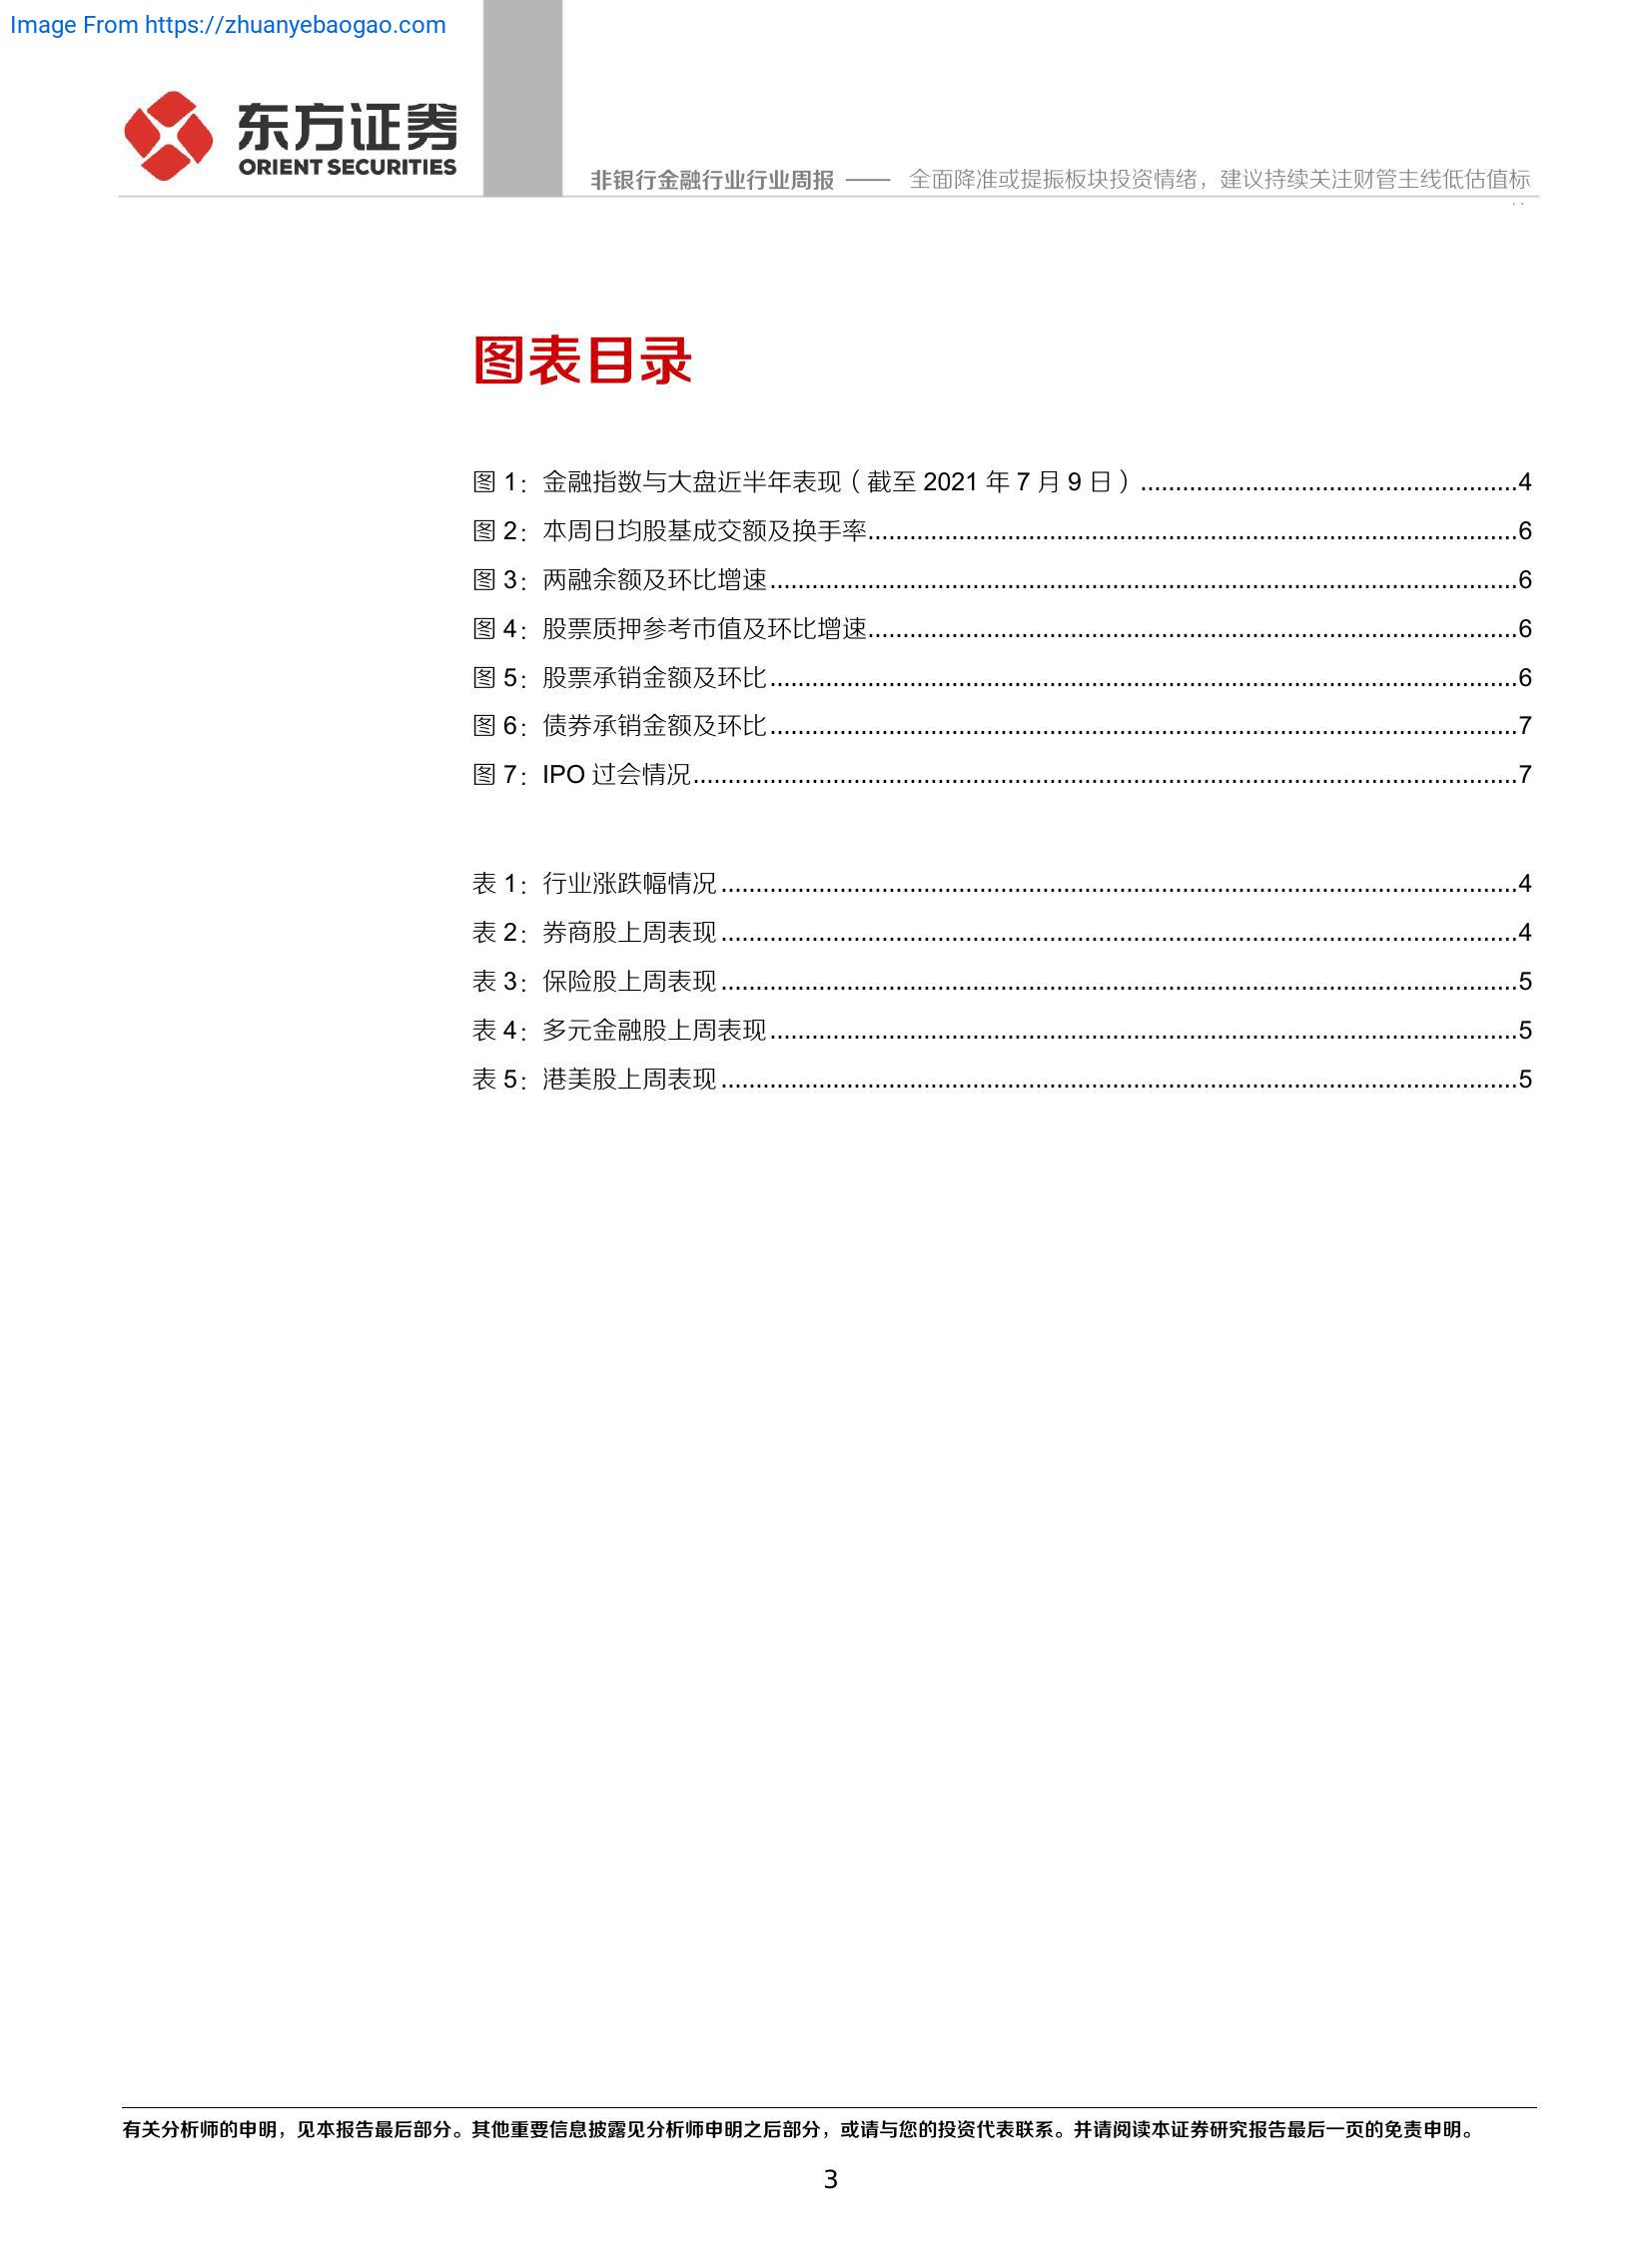 Image From https://zhuanyebaogao.com
东方证券
ORIENT SECURITIES
非银行金融行业行业周报 —— 全面降准或提振板块投资情绪，建议持续关注财管主线低估值标
图表目录
图 1：金融指数与大盘近半年表现（截至 2021 年 7 月 9 日）......................................................4
图 2：本周日均股基成交额及换手率.............................................................................................6
图 3：两融余额及环比增速...........................................................................................................6
图 4：股票质押参考市值及环比增速.............................................................................................6
图 5：股票承销金额及环比...........................................................................................................6
图 6：债券承销金额及环比...........................................................................................................7
图 7：IPO 过会情况......................................................................................................................7
表 1：行业涨跌幅情况..................................................................................................................4
表 2：券商股上周表现..................................................................................................................4
表 3：保险股上周表现..................................................................................................................5
表 4：多元金融股上周表现...........................................................................................................5
表 5：港美股上周表现..................................................................................................................5
有关分析师的申明，见本报告最后部分。其他重要信息披露见分析师申明之后部分，或请与您的投资代表联系。并请阅读本证券研究报告最后一页的免责申明。
3